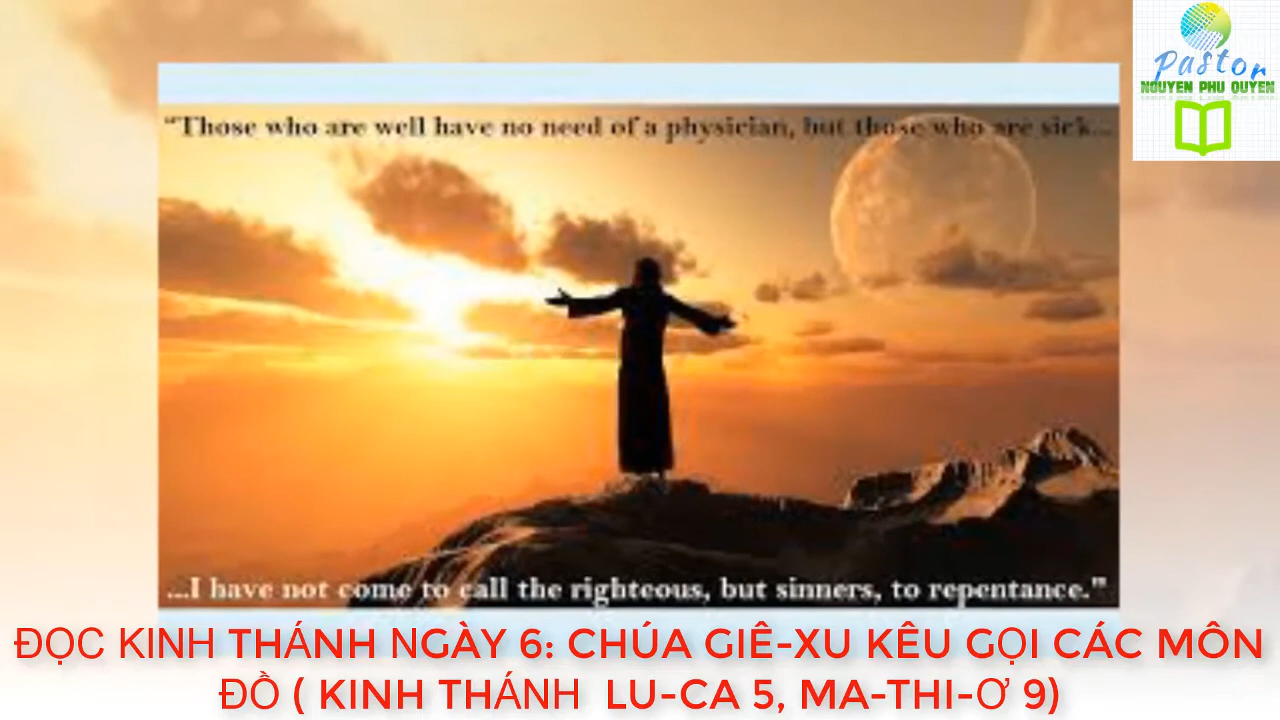 Pastor
NGUYEN PHU QUYEN
"Those who are well have no need of a physician, but those who are sick...
...I have not come to call the righteous, but sinners, to repentance."
ĐỌC KINH THÁNH NGÀY 6: CHÚA GIÊ-XU KÊU GỌI CÁC MÔN
ĐỒ ( KINH THÁNH LU-CA 5, MA-THI-Ơ 9)